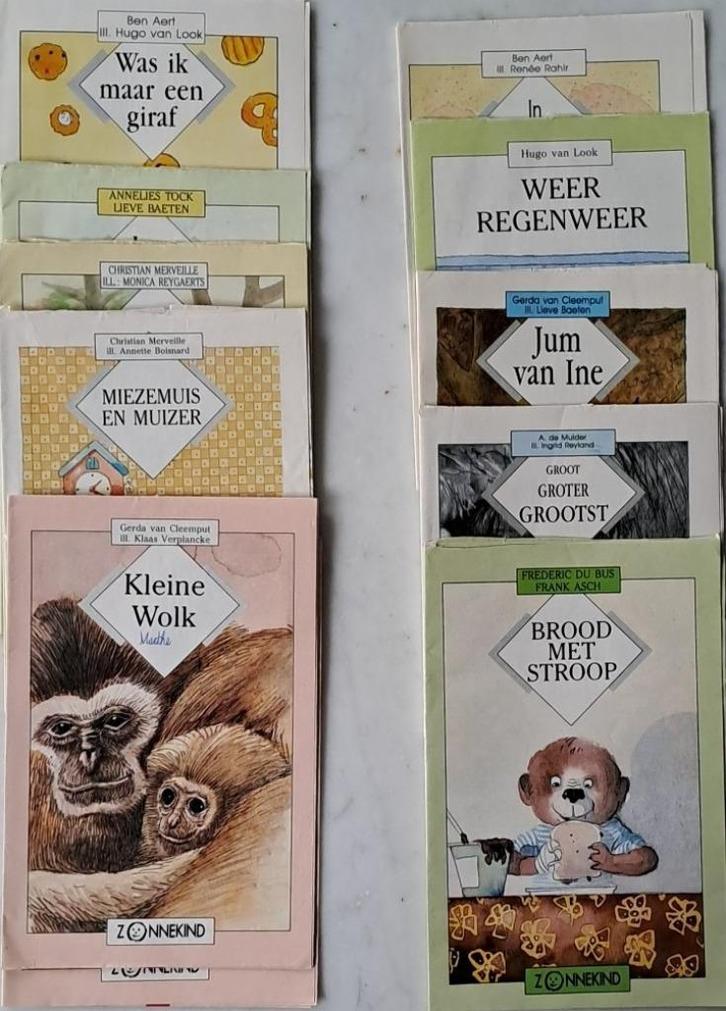 Ben Aert
Ill. Hugo van Look
Was ik
maar een
giraf
ANNELIES TOCK
LIEVE BAETEN
CHRISTIAN MERVEILLE
ILL.: MONICA REYGAERTS
Christian Merveille
ill. Annette Boisnard
MIEZEMUIS
EN MUIZER
Gerda van Cleemput
ill. Klaas Verplancke
Kleine
Wolk
ZONNEKIND
ZONNEKIND
Ben Aert
ill. Renée Rahir
In
Hugo van Look
WEER
REGENWEER
Gerda van Cleemput
ill. Lieve Baeten
Jum
van Ine
A. de Mulder
ill. Ingrid Reyland
GROOT
GROTER
GROOTST
FREDERIC DU BUS
FRANK ASCH
BROOD
MET
STROOP
ZONNEKIND